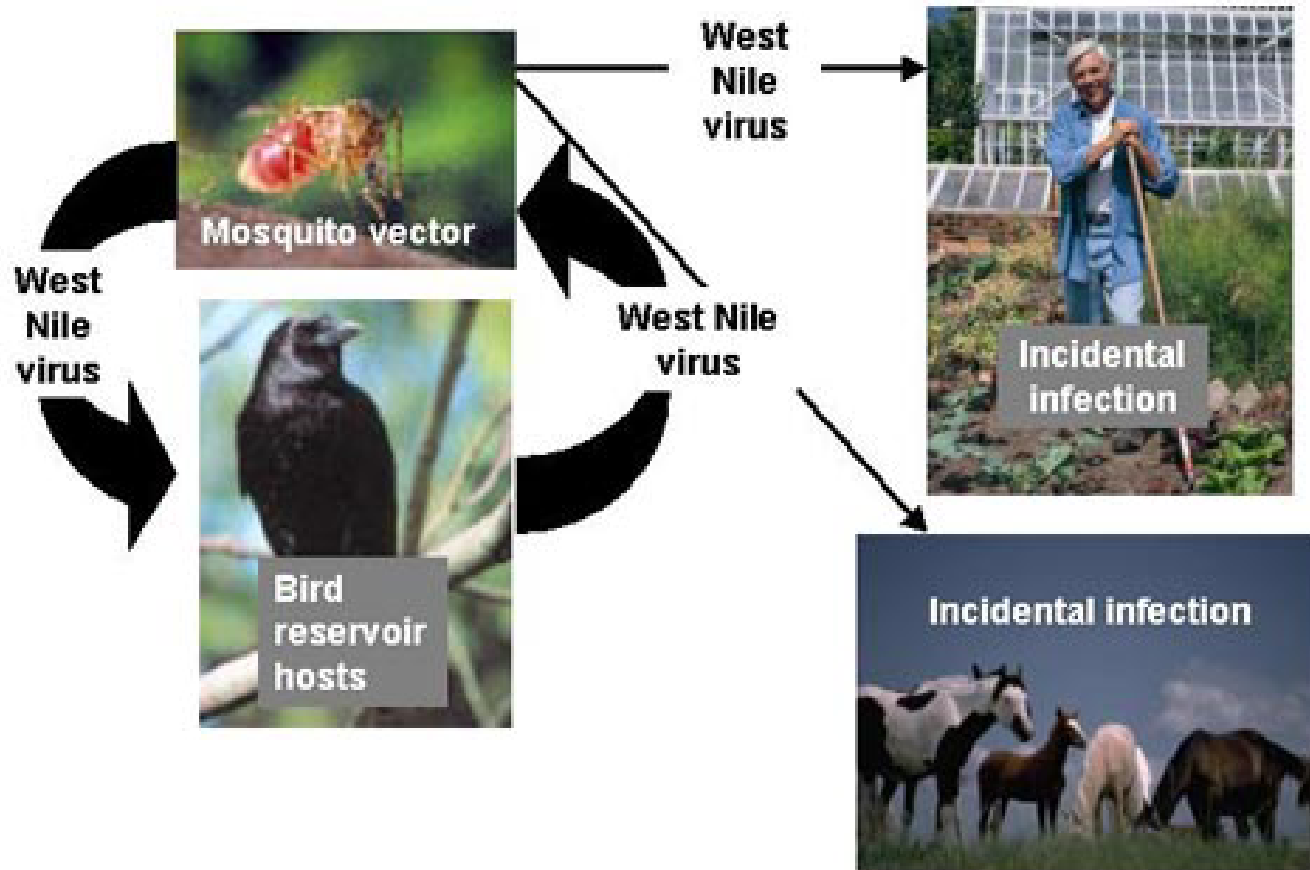 West
Nile
virus
Mosquito vector
West
Nile
virus
West Nile
virus
Incidental
infection
Bird
reservoir
hosts
Incidental infection